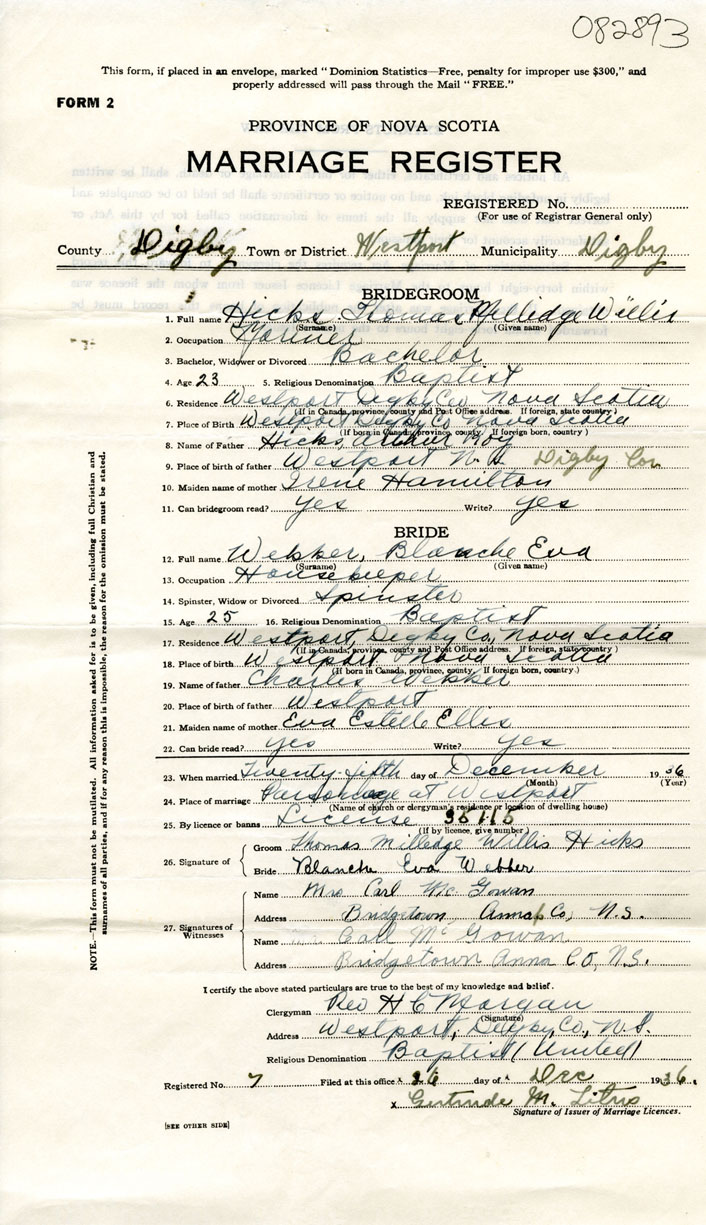 082893
This form, if placed in an envelope, marked "Dominion Statistics—Free, penalty for improper use $300," and
properly addressed will pass through the Mail "FREE."
FORM 2
PROVINCE OF NOVA SCOTIA
MARRIAGE REGISTER
REGISTERED No.
(For use of Registrar General only)
County Digby Town or District Westport Municipality Digby
BRIDEGROOM
1. Full name Hicks Thomas Milledge Willis
(Surname) (Given name)
2. Occupation
3. Bachelor, Widower or Divorced Bachelor
4. Age 23 5. Religious Denomination Baptist
6. Residence Westport Digby Co Nova Scotia
(If in Canada, province, county and Post Office address. If foreign, state country)
7. Place of Birth Westport Digby Co Nova Scotia
(If born in Canada, province, county. If foreign born, country)
8. Name of Father Hicks, Arthur Roy
9. Place of birth of father Westport N.S. Digby Co
10. Maiden name of mother Irene Hamilton
11. Can bridegroom read? yes Write? yes
BRIDE
12. Full name Webber, Blanche Eva
(Surname) (Given name)
13. Occupation Housekeeper
14. Spinster, Widow or Divorced Spinster
15. Age 25 16. Religious Denomination Baptist
17. Residence Westport, Digby Co, Nova Scotia
(If in Canada, province, county and Post Office address. If foreign, state country)
18. Place of birth Westport Nova Scotia
(If born in Canada, province, county. If foreign born, country.)
19. Name of father Charles Webber
20. Place of birth of father Westport
21. Maiden name of mother Eva Estelle Ellis
22. Can bride read? yes Write? yes
23. When married Twenty-fifth day of December 1936
(Month) (Year)
24. Place of marriage Parsonage at Westport
(Name of church or clergyman's residence or location of dwelling house)
25. By licence or banns License 35115
(If by licence, give number)
26. Signature of
Groom Thomas Milledge Willis Hicks
Bride Blanche Eva Webber
27. Signatures of Witnesses
Name Mrs Carl McGowan
Address Bridgetown Annap Co, N.S.
Name Carl McGowan
Address Bridgetown Anna CO, N.S.
I certify the above stated particulars are true to the best of my knowledge and belief.
Clergyman Rev H C Morgan
(Signature)
Address Westport, Digby Co, N.S.
Religious Denomination Baptist (United)
Registered No. 7 Filed at this office x 26 day of Dec 1936.
x Gertrude M.
Signature of Issuer of Marriage Licences.
[SEE OTHER SIDE]
NOTE.—This form must not be mutilated. All information asked for is to be given, including full Christian and
surnames of all parties, and if for any reason this is impossible, the reason for the omission must be stated.